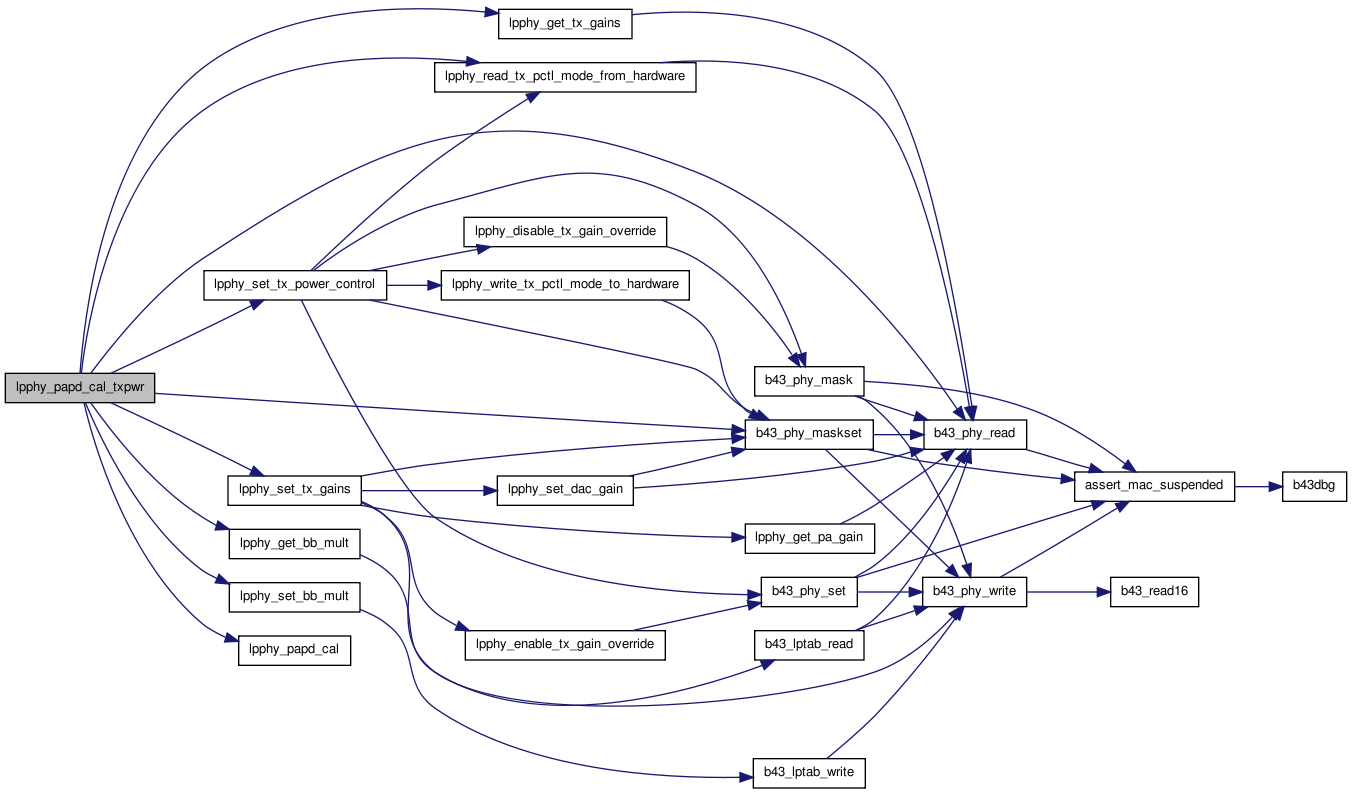 lpphy_get_tx_gains
lpphy_read_tx_pctl_mode_from_hardware
lpphy_disable_tx_gain_override
lpphy_set_tx_power_control
lpphy_write_tx_pctl_mode_to_hardware
lpphy_papd_cal_txpwr
b43_phy_mask
b43_phy_maskset
b43_phy_read
lpphy_set_tx_gains
lpphy_set_dac_gain
assert_mac_suspended
b43dbg
lpphy_get_bb_mult
lpphy_get_pa_gain
lpphy_set_bb_mult
b43_phy_set
b43_phy_write
b43_read16
lpphy_papd_cal
lpphy_enable_tx_gain_override
b43_lptab_read
b43_lptab_write